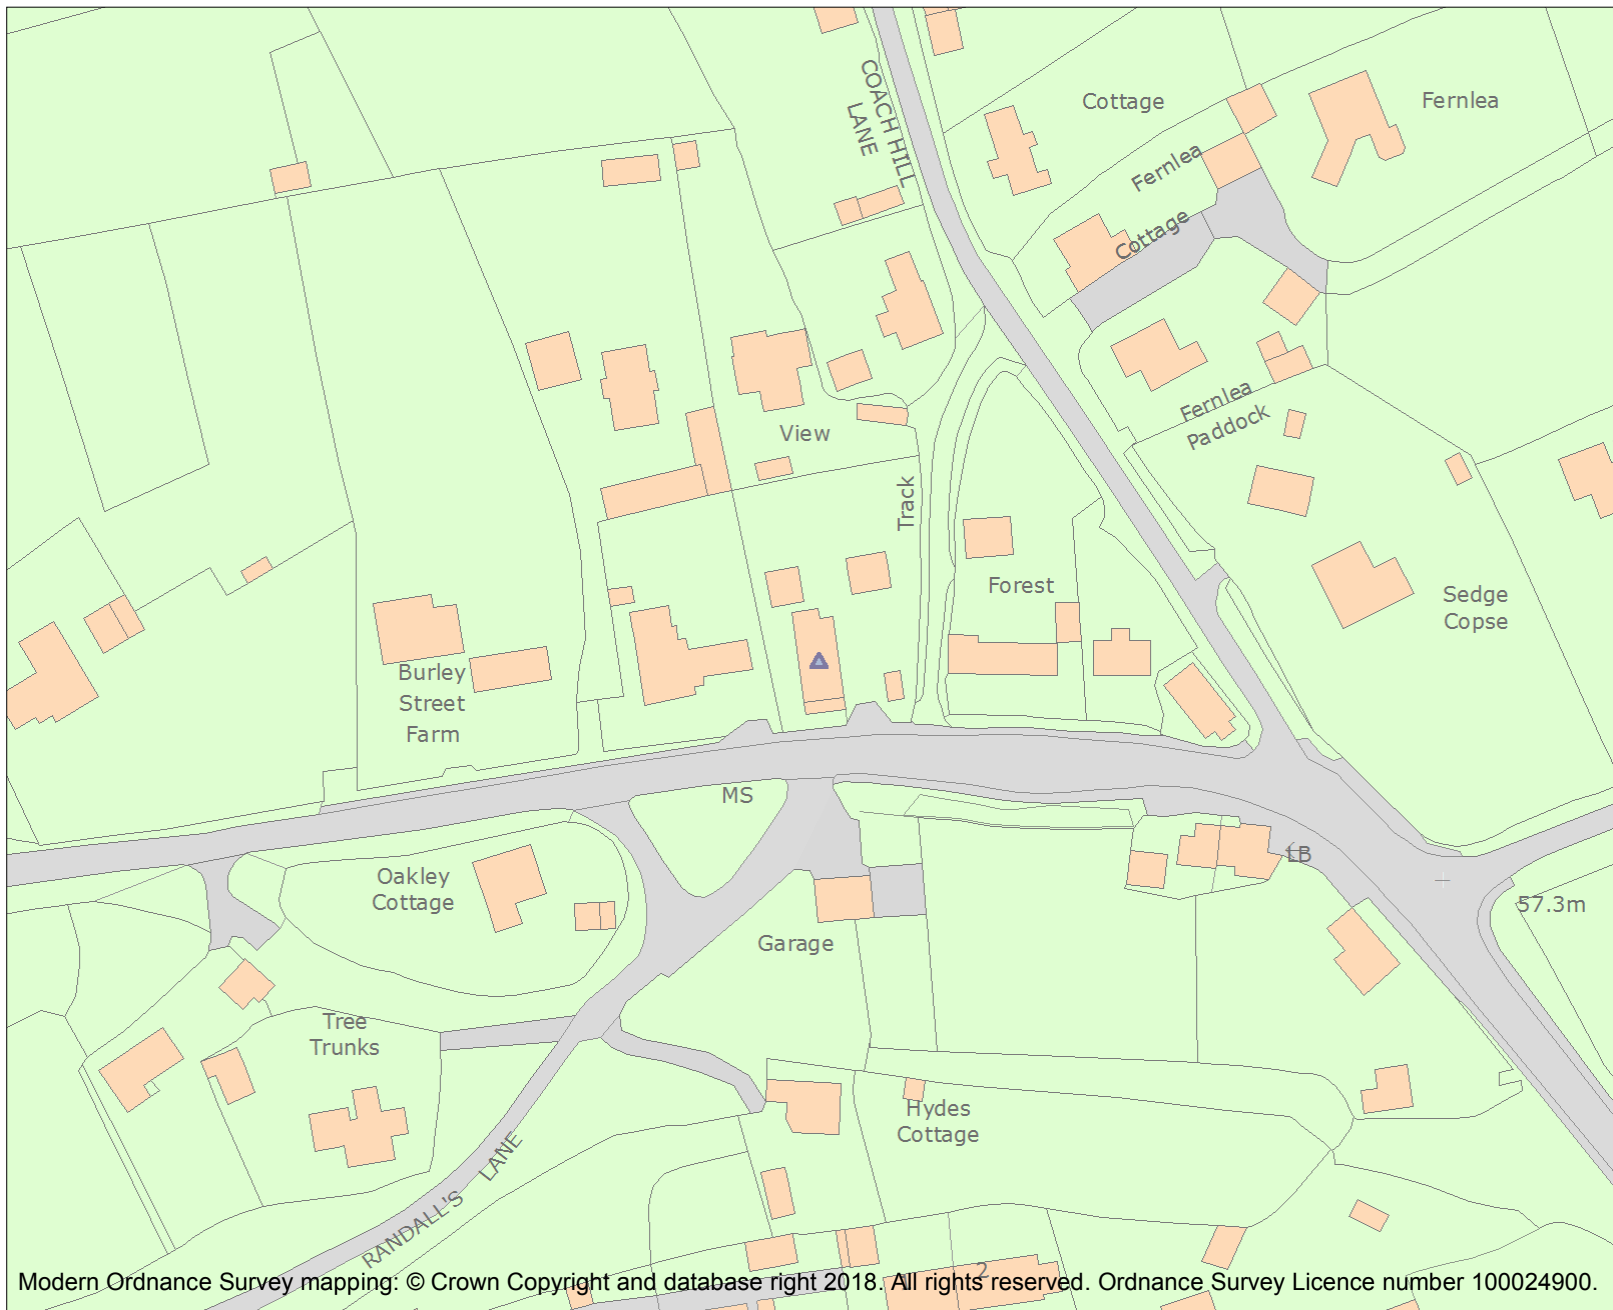 COACH HILL
LANE
Cottage
Fernlea
Fernlea
Cottage
View
Fernlea
Paddock
Track
Forest
Sedge
Copse
Burley
Street
Farm
MS
LB
Oakley
Cottage
57.3m
Garage
Tree
Trunks
Hydes
Cottage
RANDALL'S LANE
2
Modern Ordnance Survey mapping: © Crown Copyright and database right 2018. All rights reserved. Ordnance Survey Licence number 100024900.